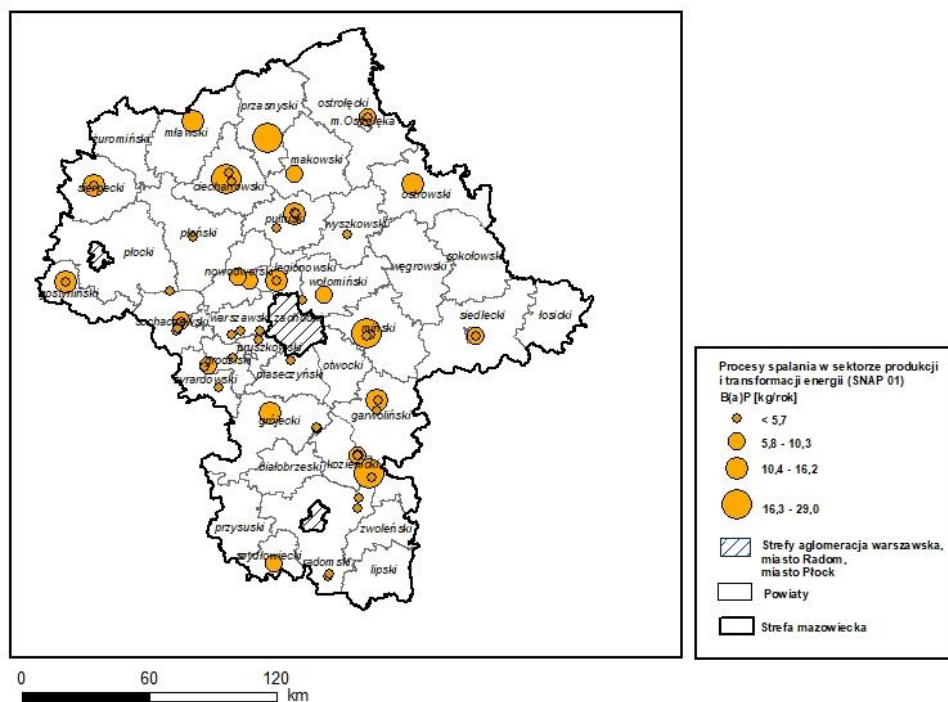 ostrołęcki
przasnyski
m.Ostrołęka
mławski
żuromiński
makowski
ciechanowski
sierpecki
ostrowski
pułtuski
płoński
wyszkowski
płocki
sokołowski
węgrowski
legionowski
nowodworski
wołomiński
gostyniński
siedlecki
łosicki
warszawski zachodni
sochaczewski
miński
pruszkowski
grodziski
otwocki
piaseczyński
żyrardowski
garwoliński
grójecki
kozienicki
białobrzeski
przysuski
zwoleński
szydłowiecki
radomski
lipski
Procesy spalania w sektorze produkcji
i transformacji energii (SNAP 01)
B(a)P [kg/rok]
< 5,7
5,8 - 10,3
10,4 - 16,2
16,3 - 29,0
Strefy aglomeracja warszawska,
miasto Radom,
miasto Płock
Powiaty
Strefa mazowiecka
0 60 120
km